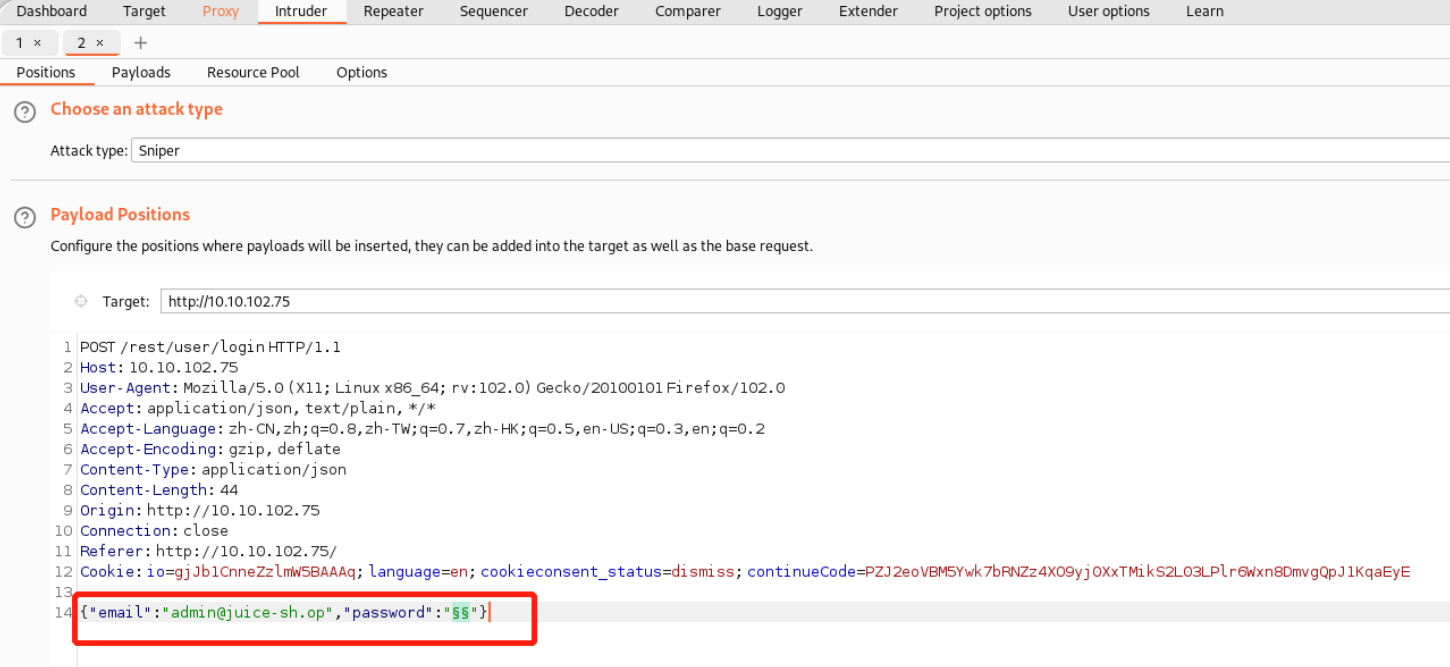 Dashboard Target Proxy Intruder Repeater Sequencer Decoder Comparer Logger Extender Project options User options Learn
1 × 2 × +
Positions Payloads Resource Pool Options
? Choose an attack type
Attack type: Sniper
? Payload Positions
Configure the positions where payloads will be inserted, they can be added into the target as well as the base request.
Target: http://10.10.102.75
1 POST /rest/user/login HTTP/1.1
2 Host: 10.10.102.75
3 User-Agent: Mozilla/5.0 (X11; Linux x86_64; rv:102.0) Gecko/20100101 Firefox/102.0
4 Accept: application/json, text/plain, */*
5 Accept-Language: zh-CN,zh;q=0.8,zh-TW;q=0.7,zh-HK;q=0.5,en-US;q=0.3,en;q=0.2
6 Accept-Encoding: gzip, deflate
7 Content-Type: application/json
8 Content-Length: 44
9 Origin: http://10.10.102.75
10 Connection: close
11 Referer: http://10.10.102.75/
12 Cookie: io=gjJb1CnneZzlmW5BAAAq; language=en; cookieconsent_status=dismiss; continueCode=PZJ2eoVBM5Ywk7bRNZz4XO9yjOXxTMikS2L03LPlr6Wxn8DmvgQpJ1KqaEyE
13
14 {"email":"admin@juice-sh.op","password":"§§"}